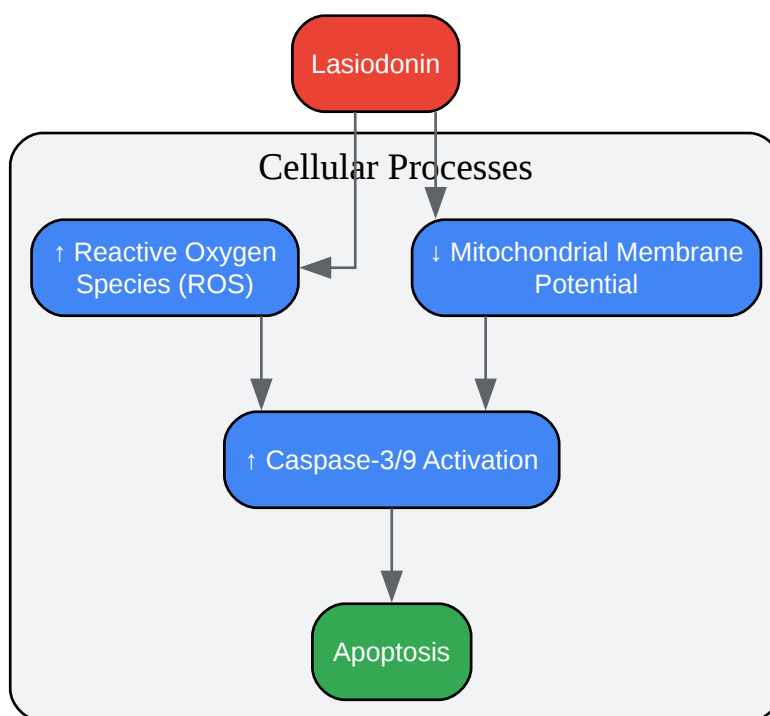 Lasiodonin
Cellular Processes
↑ Reactive Oxygen
Species (ROS)
↓ Mitochondrial Membrane
Potential
↑ Caspase-3/9 Activation
Apoptosis